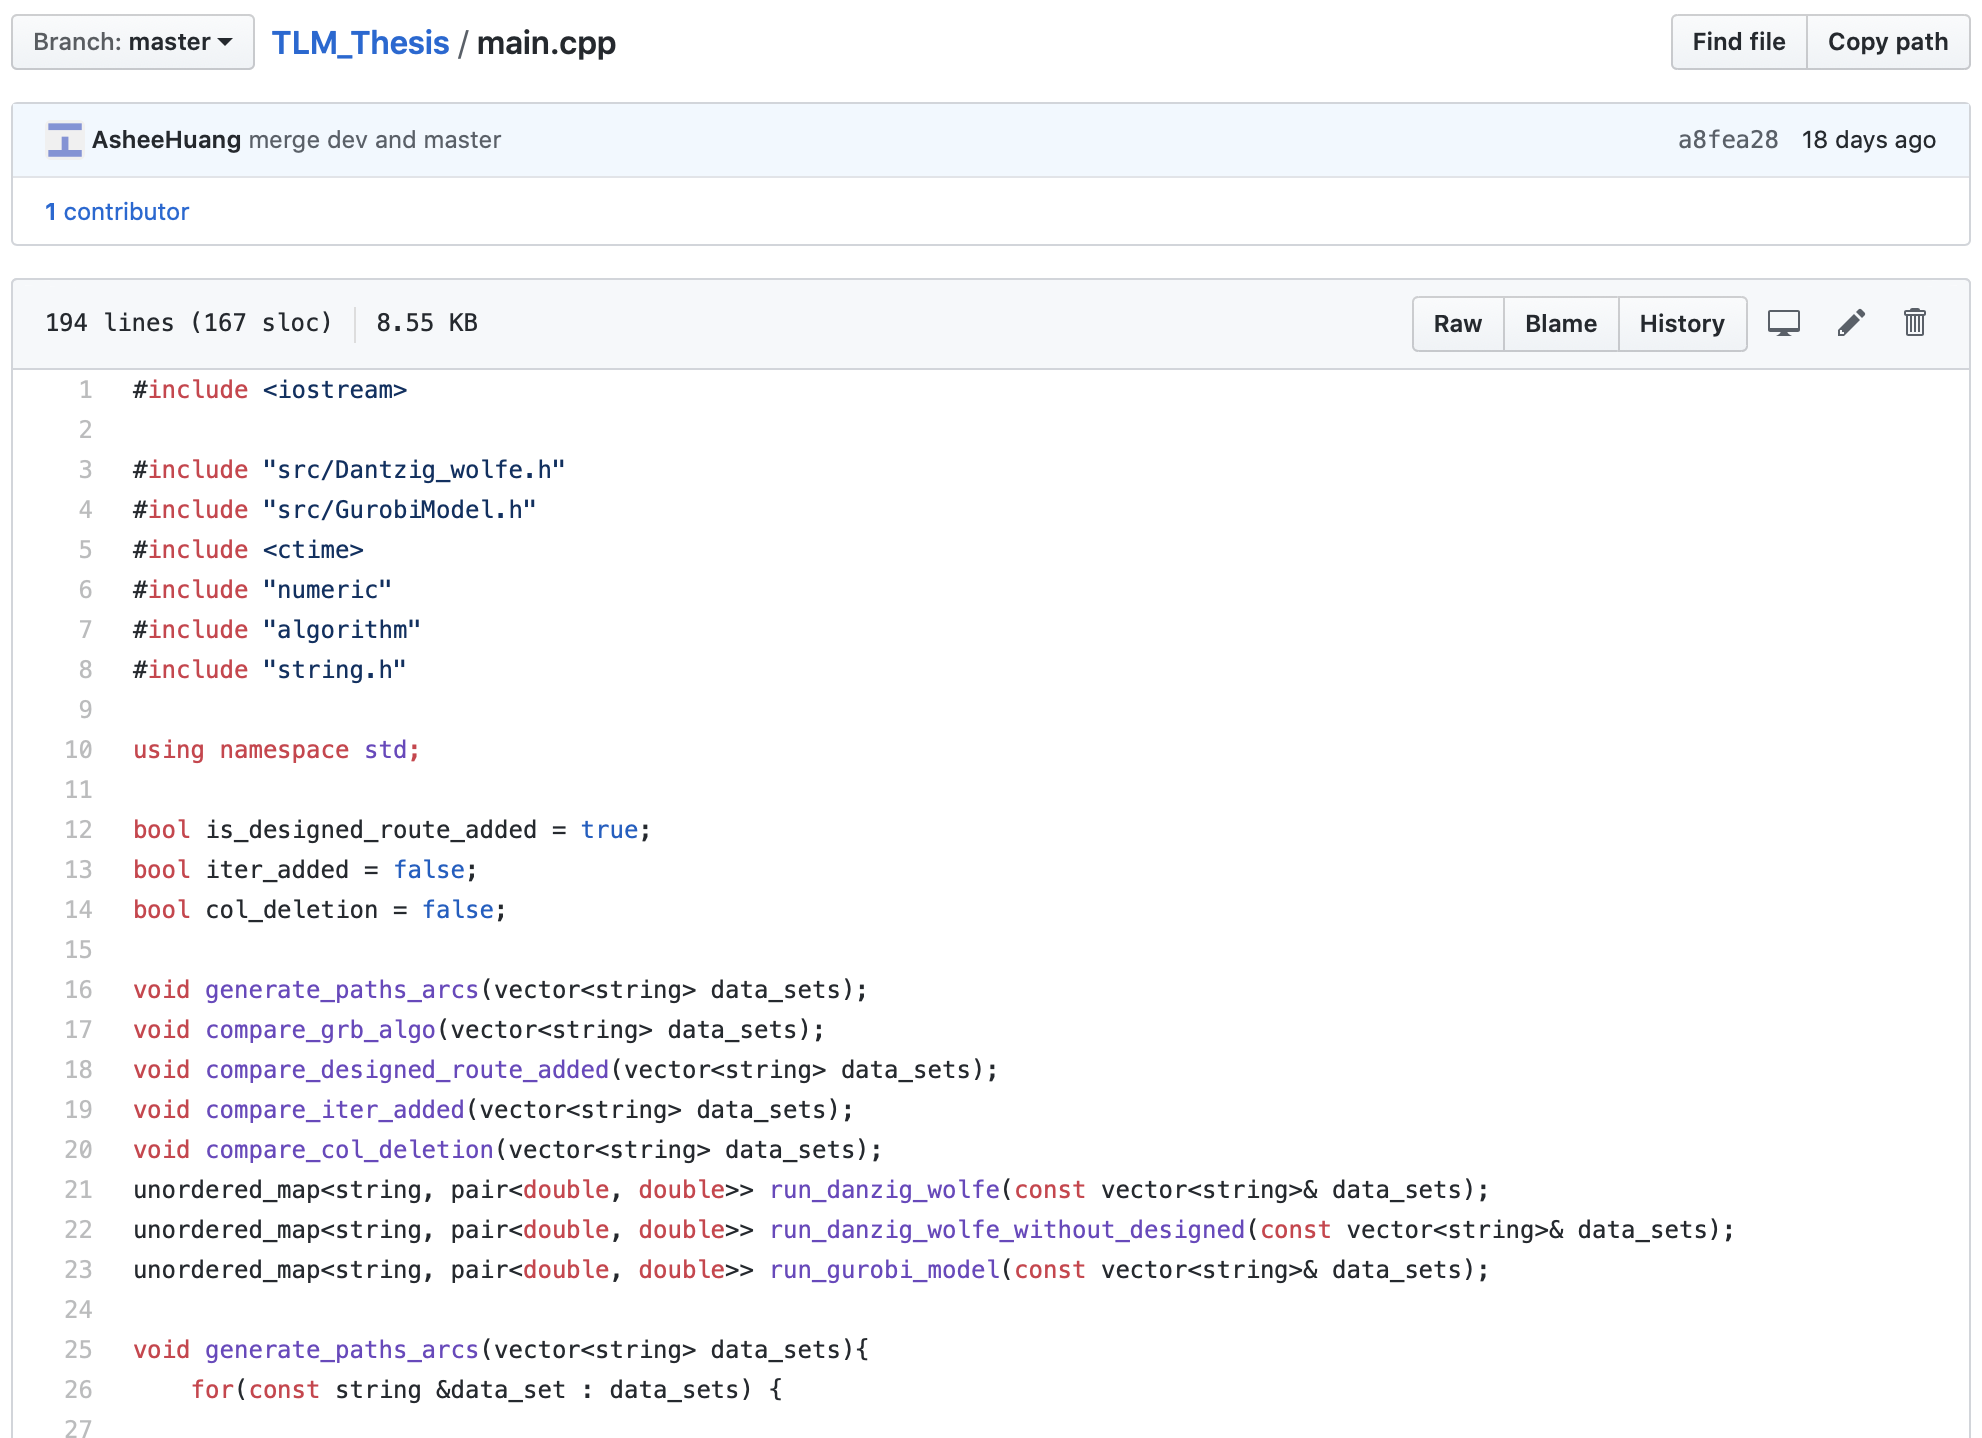 Branch: master TLM_Thesis / main.cpp Find file Copy path
AsheeHuang merge dev and master a8fea28 18 days ago
1 contributor
194 lines (167 sloc) 8.55 KB Raw Blame History
1 #include <iostream>
2
3 #include "src/Dantzig_wolfe.h"
4 #include "src/GurobiModel.h"
5 #include <ctime>
6 #include "numeric"
7 #include "algorithm"
8 #include "string.h"
9
10 using namespace std;
11
12 bool is_designed_route_added = true;
13 bool iter_added = false;
14 bool col_deletion = false;
15
16 void generate_paths_arcs(vector<string> data_sets);
17 void compare_grb_algo(vector<string> data_sets);
18 void compare_designed_route_added(vector<string> data_sets);
19 void compare_iter_added(vector<string> data_sets);
20 void compare_col_deletion(vector<string> data_sets);
21 unordered_map<string, pair<double, double>> run_danzig_wolfe(const vector<string>& data_sets);
22 unordered_map<string, pair<double, double>> run_danzig_wolfe_without_designed(const vector<string>& data_sets);
23 unordered_map<string, pair<double, double>> run_gurobi_model(const vector<string>& data_sets);
24
25 void generate_paths_arcs(vector<string> data_sets){
26     for(const string &data_set : data_sets) {
27